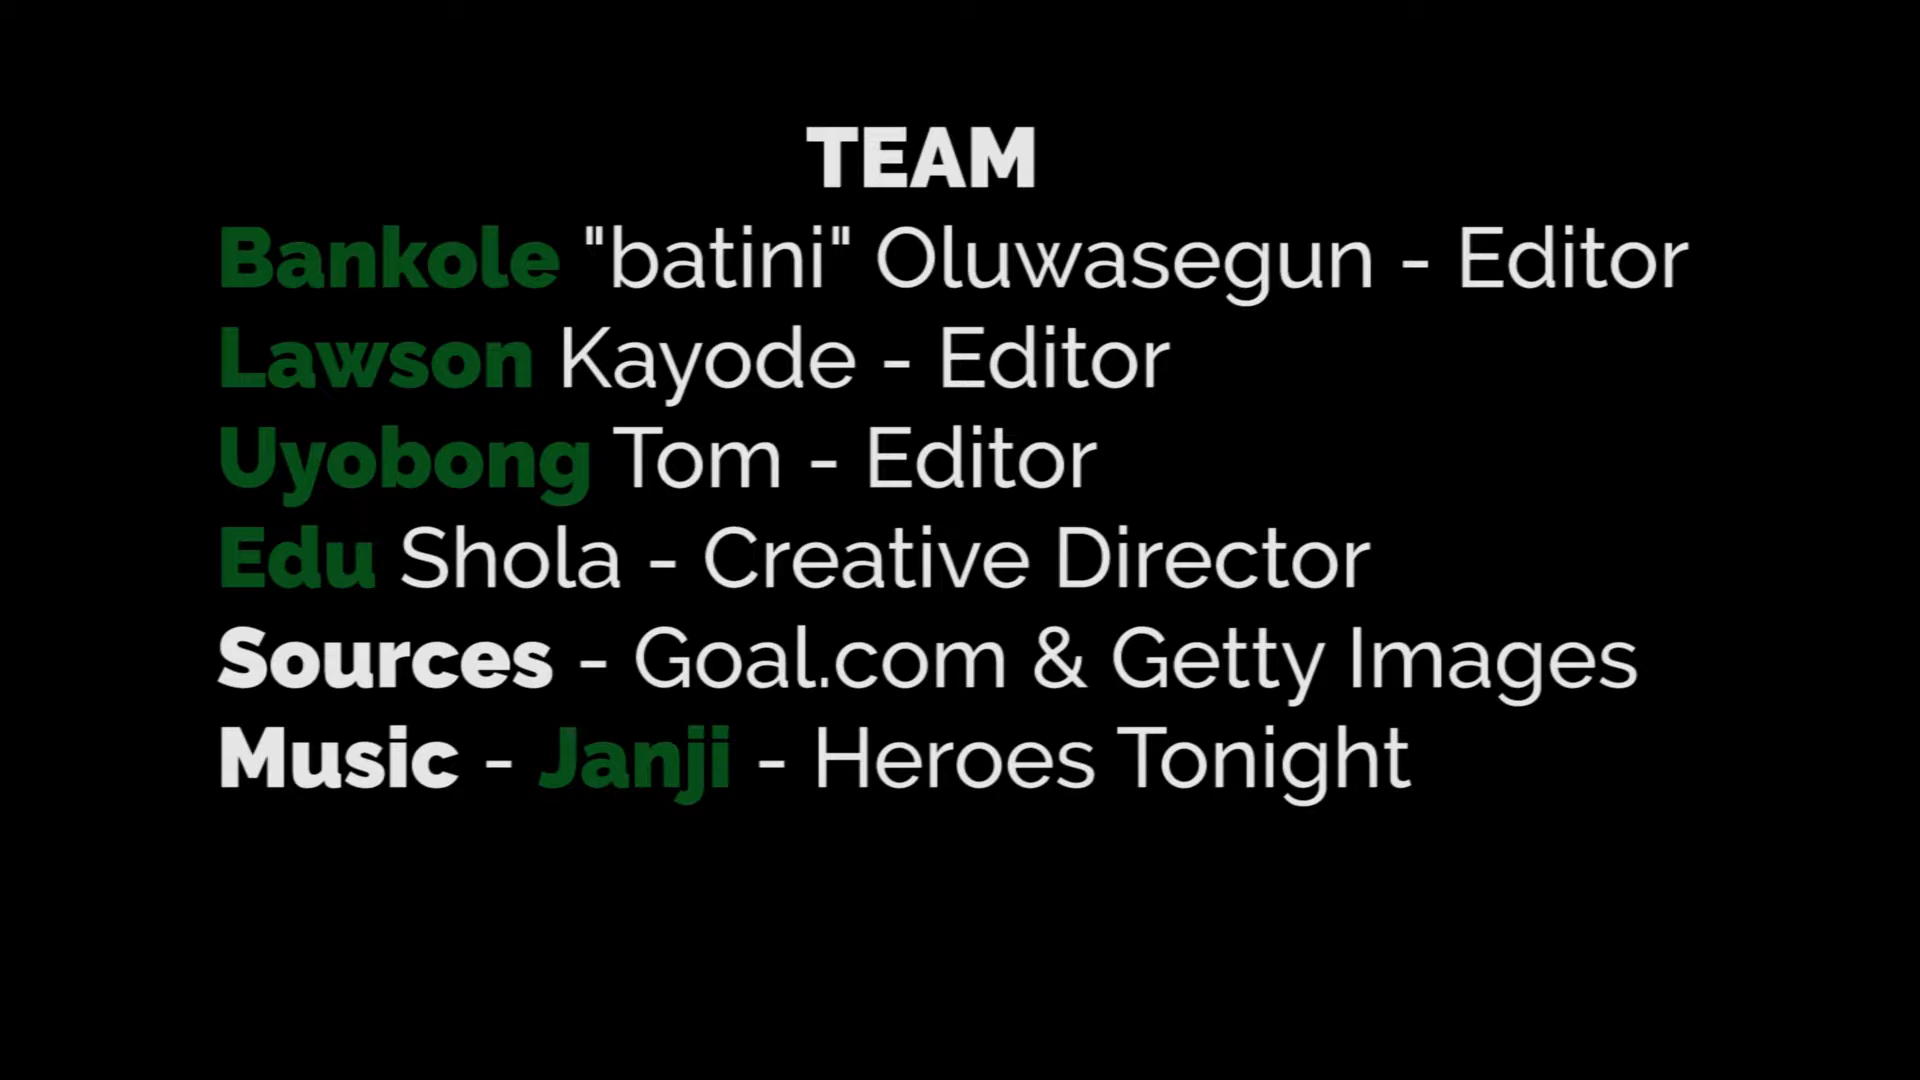 TEAM
Bankole "batini" Oluwasegun - Editor
Lawson Kayode - Editor
Uyobong Tom - Editor
Edu Shola - Creative Director
Sources - Goal.com & Getty Images
Music - Janji - Heroes Tonight